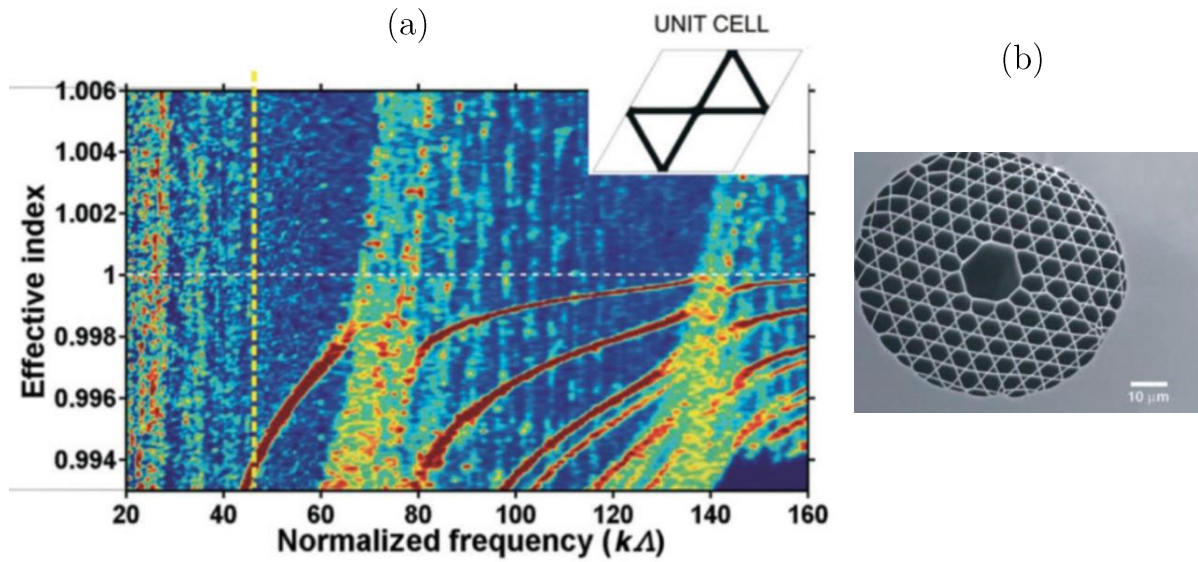 (a)
UNIT CELL
(b)
1.006
1.004
1.002
1
0.998
0.996
0.994
Effective index
20 40 60 80 100 120 140 160
Normalized frequency (kΛ)
10 μm